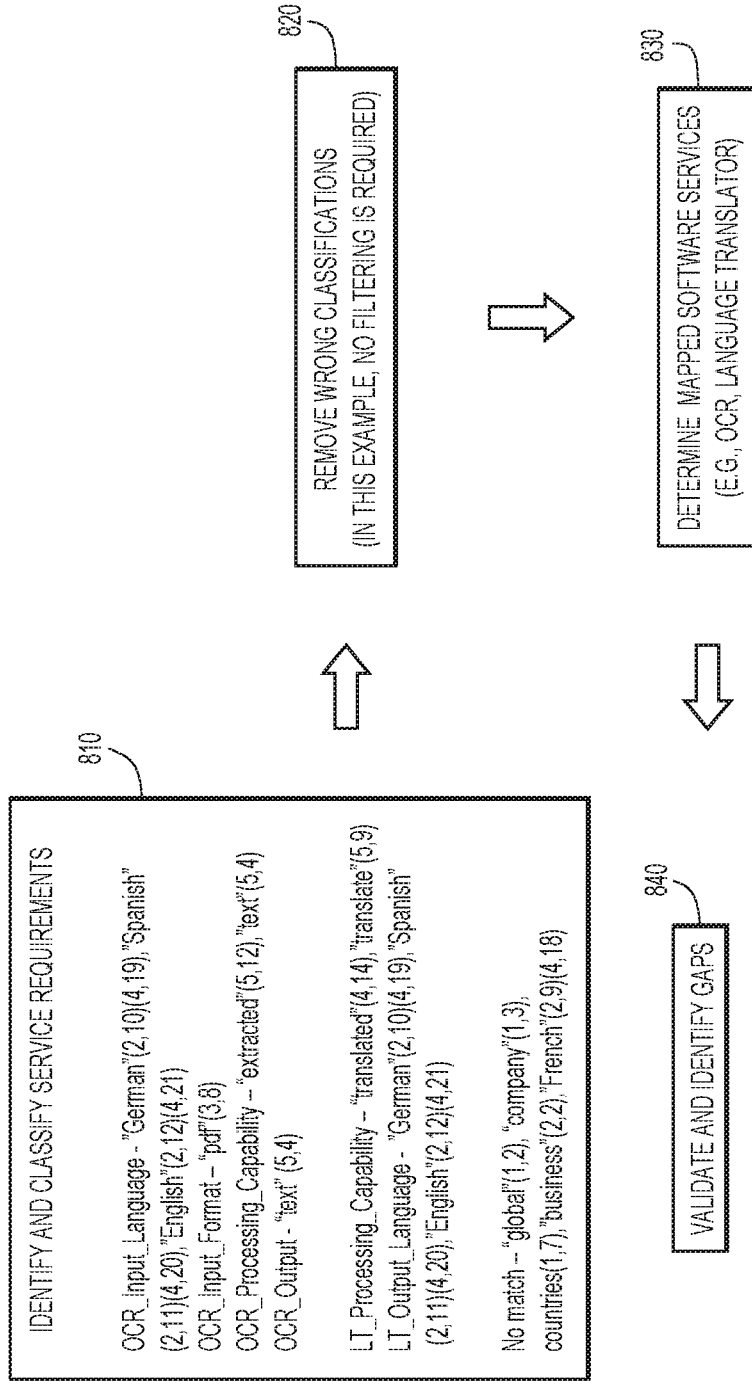 810
IDENTIFY AND CLASSIFY SERVICE REQUIREMENTS
OCR_Input_Language - "German"(2,10)(4,19),"Spanish"
(2,11)(4,20),"English"(2,12)(4,21)
OCR_Input_Format – "pdf"(3,8)
OCR_Processing_Capability – "extracted"(5,12),"text"(5,4)
OCR_Output - "text" (5,4)
LT_Processing_Capability – "translated"(4,14),"translate"(5,9)
LT_Output_Language - "German"(2,10)(4,19),"Spanish"
(2,11)(4,20),"English"(2,12)(4,21)
No match – "global"(1,2), "company"(1,3),
countries(1,7),"business"(2,2),"French"(2,9)(4,18)
820
REMOVE WRONG CLASSIFICATIONS
(IN THIS EXAMPLE, NO FILTERING IS REQUIRED)
830
DETERMINE MAPPED SOFTWARE SERVICES
(E.G., OCR, LANGUAGE TRANSLATOR)
840
VALIDATE AND IDENTIFY GAPS